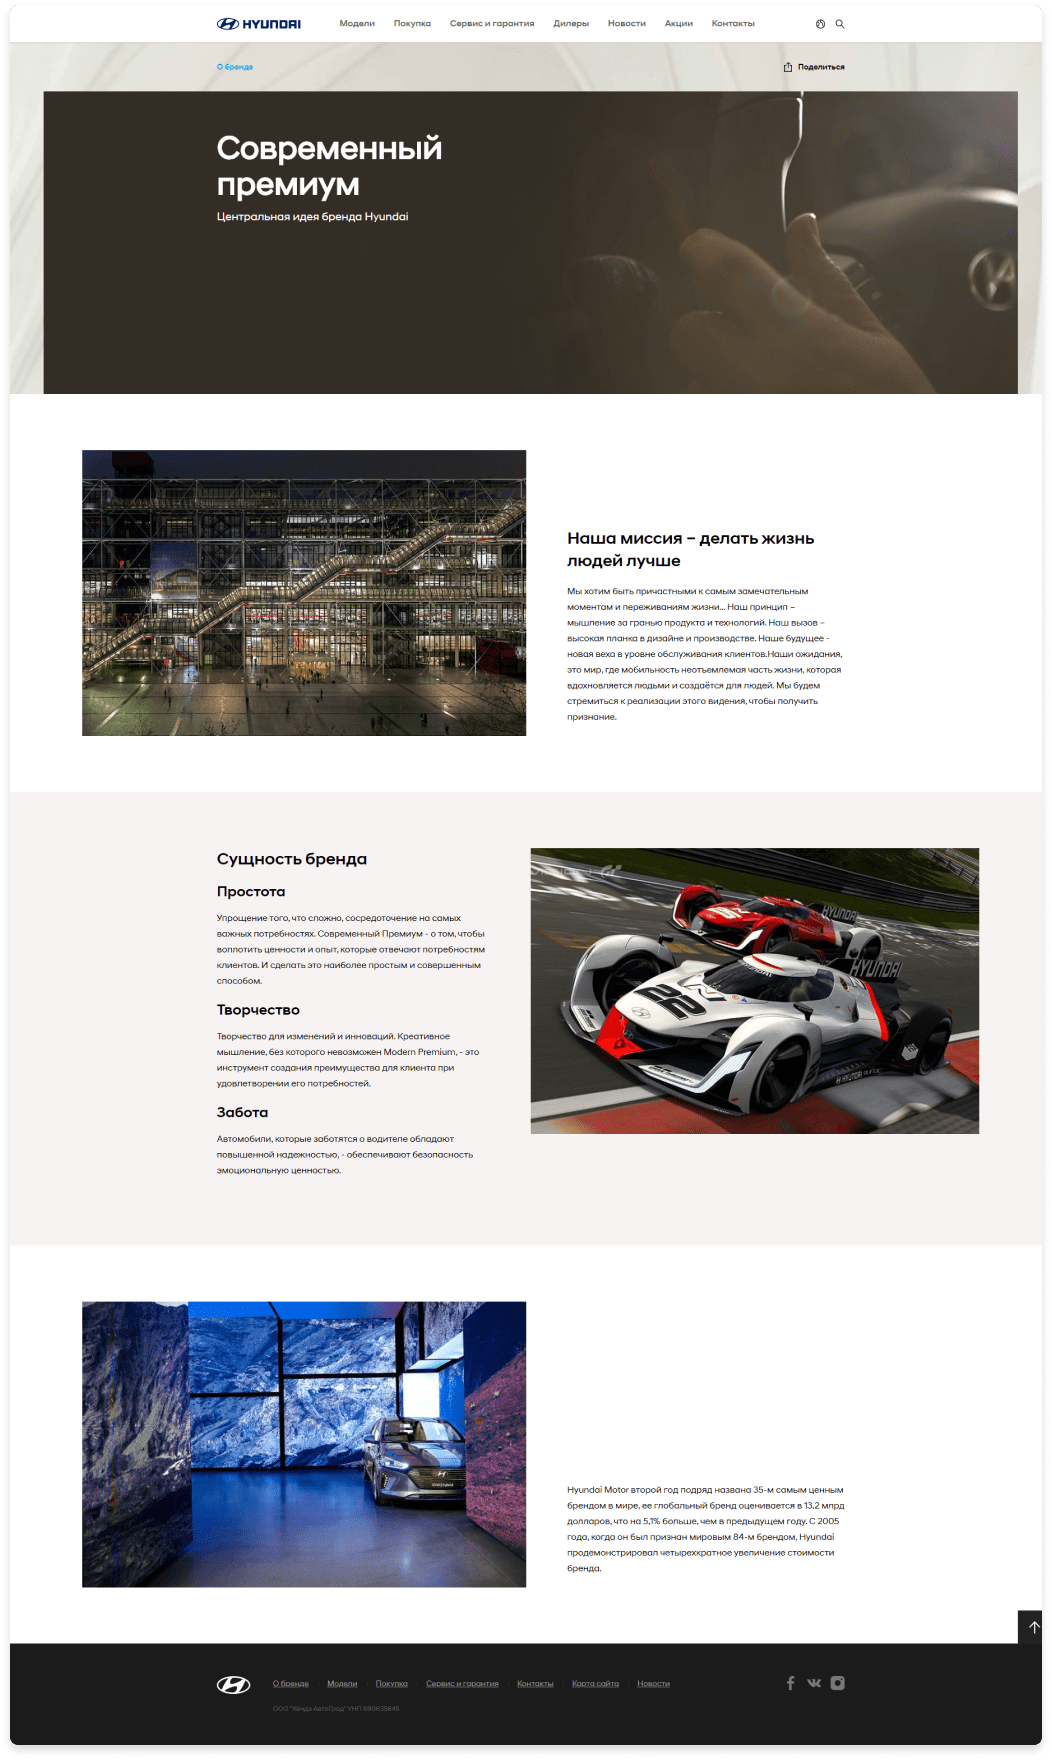 HYUNDAI
Модели Покупка Сервис и гарантия Дилеры Новости Акции Контакты
О бренде
Поделиться
Современный
премиум
Центральная идея бренда Hyundai
Наша миссия – делать жизнь
людей лучше
Мы хотим быть причастными к самым замечательным
моментам и переживаниям жизни... Наш принцип –
мышление за гранью продукта и технологий. Наш вызов –
высокая планка в дизайне и производстве. Наше будущее -
новая веха в уровне обслуживания клиентов.Наши ожидания,
это мир, где мобильность неотъемлемая часть жизни, которая
вдохновляется людьми и создаётся для людей. Мы будем
стремиться к реализации этого видения, чтобы получить
признание.
Сущность бренда
Простота
Упрощение того, что сложно, сосредоточение на самых
важных потребностях. Современный Премиум - о том, чтобы
воплотить ценности и опыт, которые отвечают потребностям
клиентов. И сделать это наиболее простым и совершенным
способом.
Творчество
Творчество для изменений и инноваций. Креативное
мышление, без которого невозможен Modern Premium, - это
инструмент создания преимущества для клиента при
удовлетворении его потребностей.
Забота
Автомобили, которые заботятся о водителе обладают
повышенной надежностью, - обеспечивают безопасность
эмоциональную ценностью.
HYUNDAI
HYUNDAI
22 N
Hyundai Motor второй год подряд названа 35-м самым ценным
брендом в мире, ее глобальный бренд оценивается в 13,2 млрд
долларов, что на 5,1% больше, чем в предыдущем году. С 2005
года, когда он был признан мировым 84-м брендом, Hyundai
продемонстрировал четырехкратное увеличение стоимости
бренда.
О бренде Модели Покупка Сервис и гарантия Контакты Карта сайта Новости
ООО "Хендэ АвтоГрад" УНП 690635645